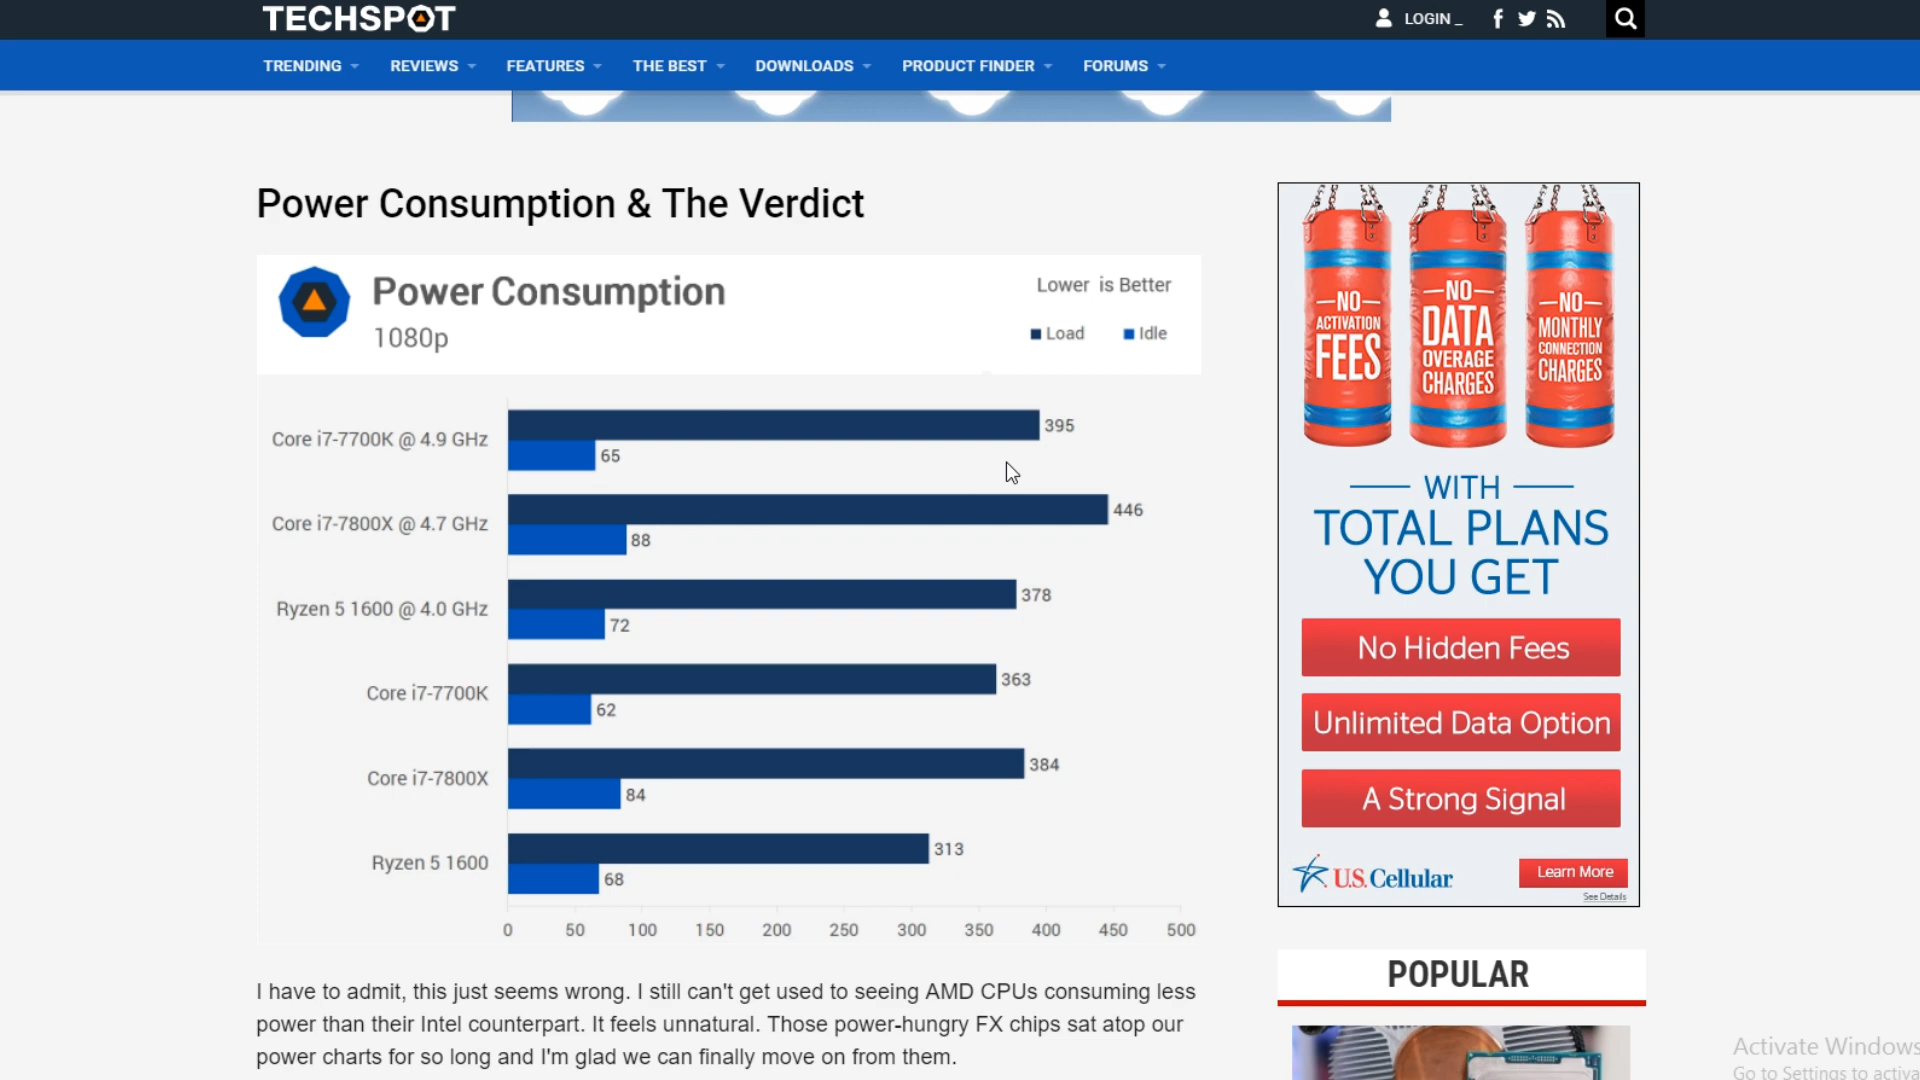 TECHSPOT
LOGIN _
TRENDING REVIEWS FEATURES THE BEST DOWNLOADS PRODUCT FINDER FORUMS
Power Consumption & The Verdict
Power Consumption
1080p
Lower is Better
Load Idle
Core i7-7700K @ 4.9 GHz 395
65
Core i7-7800X @ 4.7 GHz 446
88
Ryzen 5 1600 @ 4.0 GHz 378
72
Core i7-7700K 363
62
Core i7-7800X 384
84
Ryzen 5 1600 313
68
0 50 100 150 200 250 300 350 400 450 500
I have to admit, this just seems wrong. I still can't get used to seeing AMD CPUs consuming less
power than their Intel counterpart. It feels unnatural. Those power-hungry FX chips sat atop our
power charts for so long and I'm glad we can finally move on from them.
NO
ACTIVATION
FEES
NO
DATA
OVERAGE
CHARGES
NO
MONTHLY
CONNECTION
CHARGES
WITH
TOTAL PLANS
YOU GET
No Hidden Fees
Unlimited Data Option
A Strong Signal
U.S. Cellular
Learn More
See Details
POPULAR
Activate Windows
Go to Settings to activa